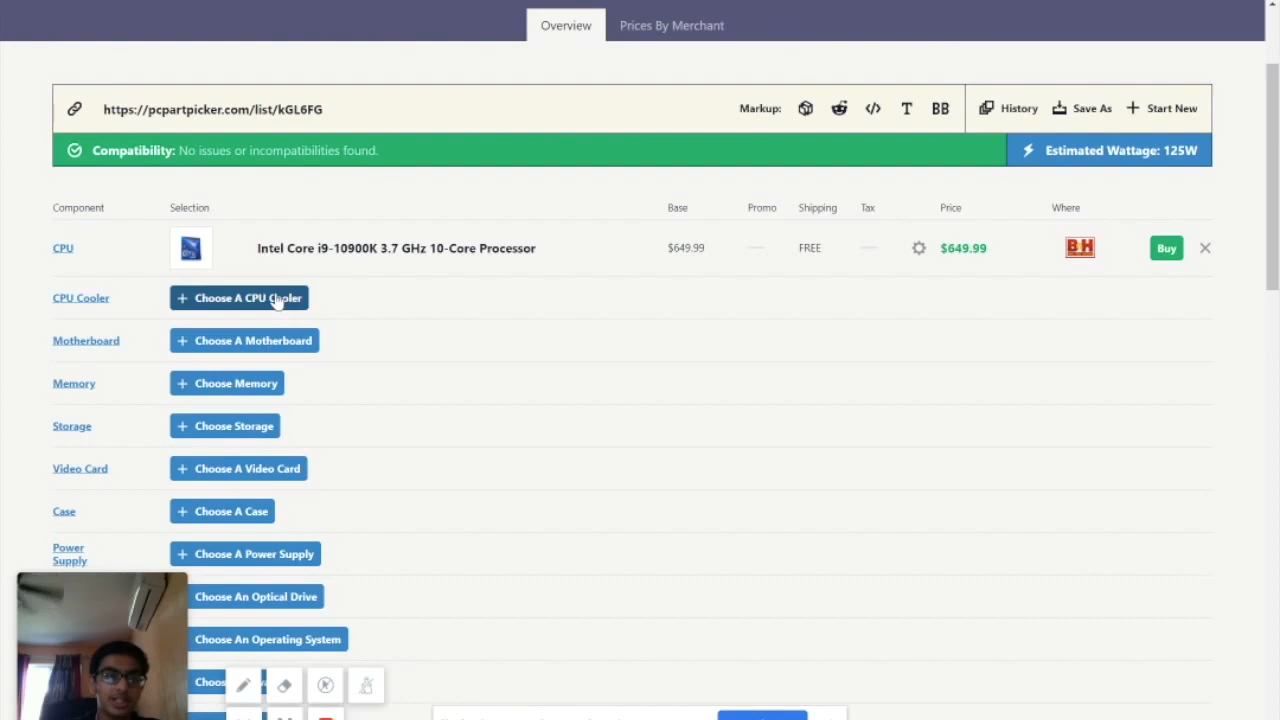 Overview Prices By Merchant
https://pcpartpicker.com/list/kGL6FG Markup: T BB History Save As + Start New
Compatibility: No issues or incompatibilities found. Estimated Wattage: 125W
Component Selection Base Promo Shipping Tax Price Where
CPU Intel Core i9-10900K 3.7 GHz 10-Core Processor $649.99 — FREE — $649.99 B&H Buy
CPU Cooler + Choose A CPU Cooler
Motherboard + Choose A Motherboard
Memory + Choose Memory
Storage + Choose Storage
Video Card + Choose A Video Card
Case + Choose A Case
Power Supply + Choose A Power Supply
Choose An Optical Drive
Choose An Operating System